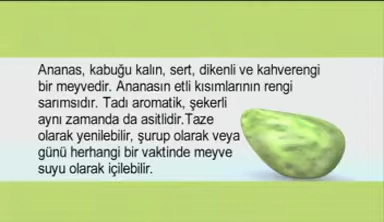 Ananas, kabuğu kalın, sert, dikenli ve kahverengi
bir meyvedir. Ananasın etli kısımlarının rengi
sarımsıdır. Tadı aromatik, şekerli
aynı zamanda da asitlidir.Taze
olarak yenilebilir, şurup olarak veya
günü herhangi bir vaktinde meyve
suyu olarak içilebilir.